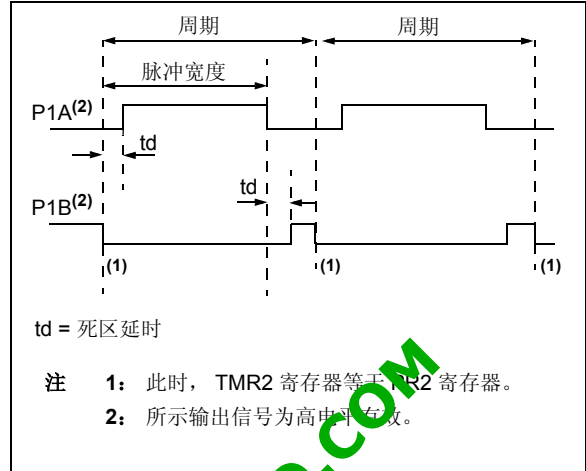 周期 周期
脉冲宽度
P1A(2)
td
td
P1B(2)
(1) (1) (1)
td = 死区延时
注 1: 此时, TMR2 寄存器等于 PR2 寄存器。
2: 所示输出信号为高电平有效。
O.COM